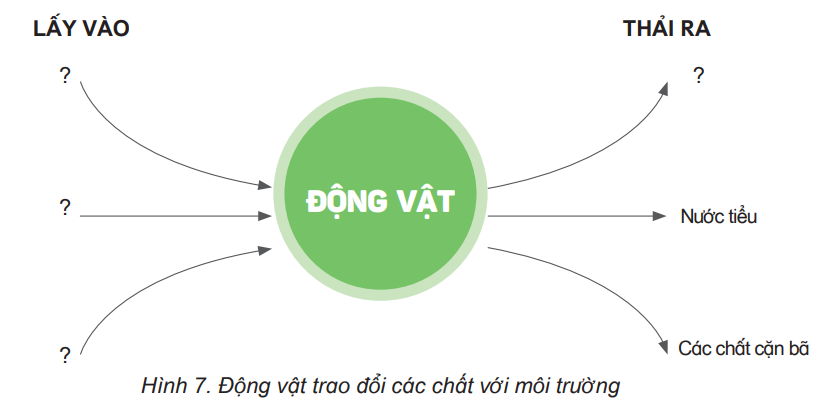 LẤY VÀO
THẢI RA
?
?
?
ĐỘNG VẬT
Nước tiểu
?
Các chất cặn bã
Hình 7. Động vật trao đổi các chất với môi trường